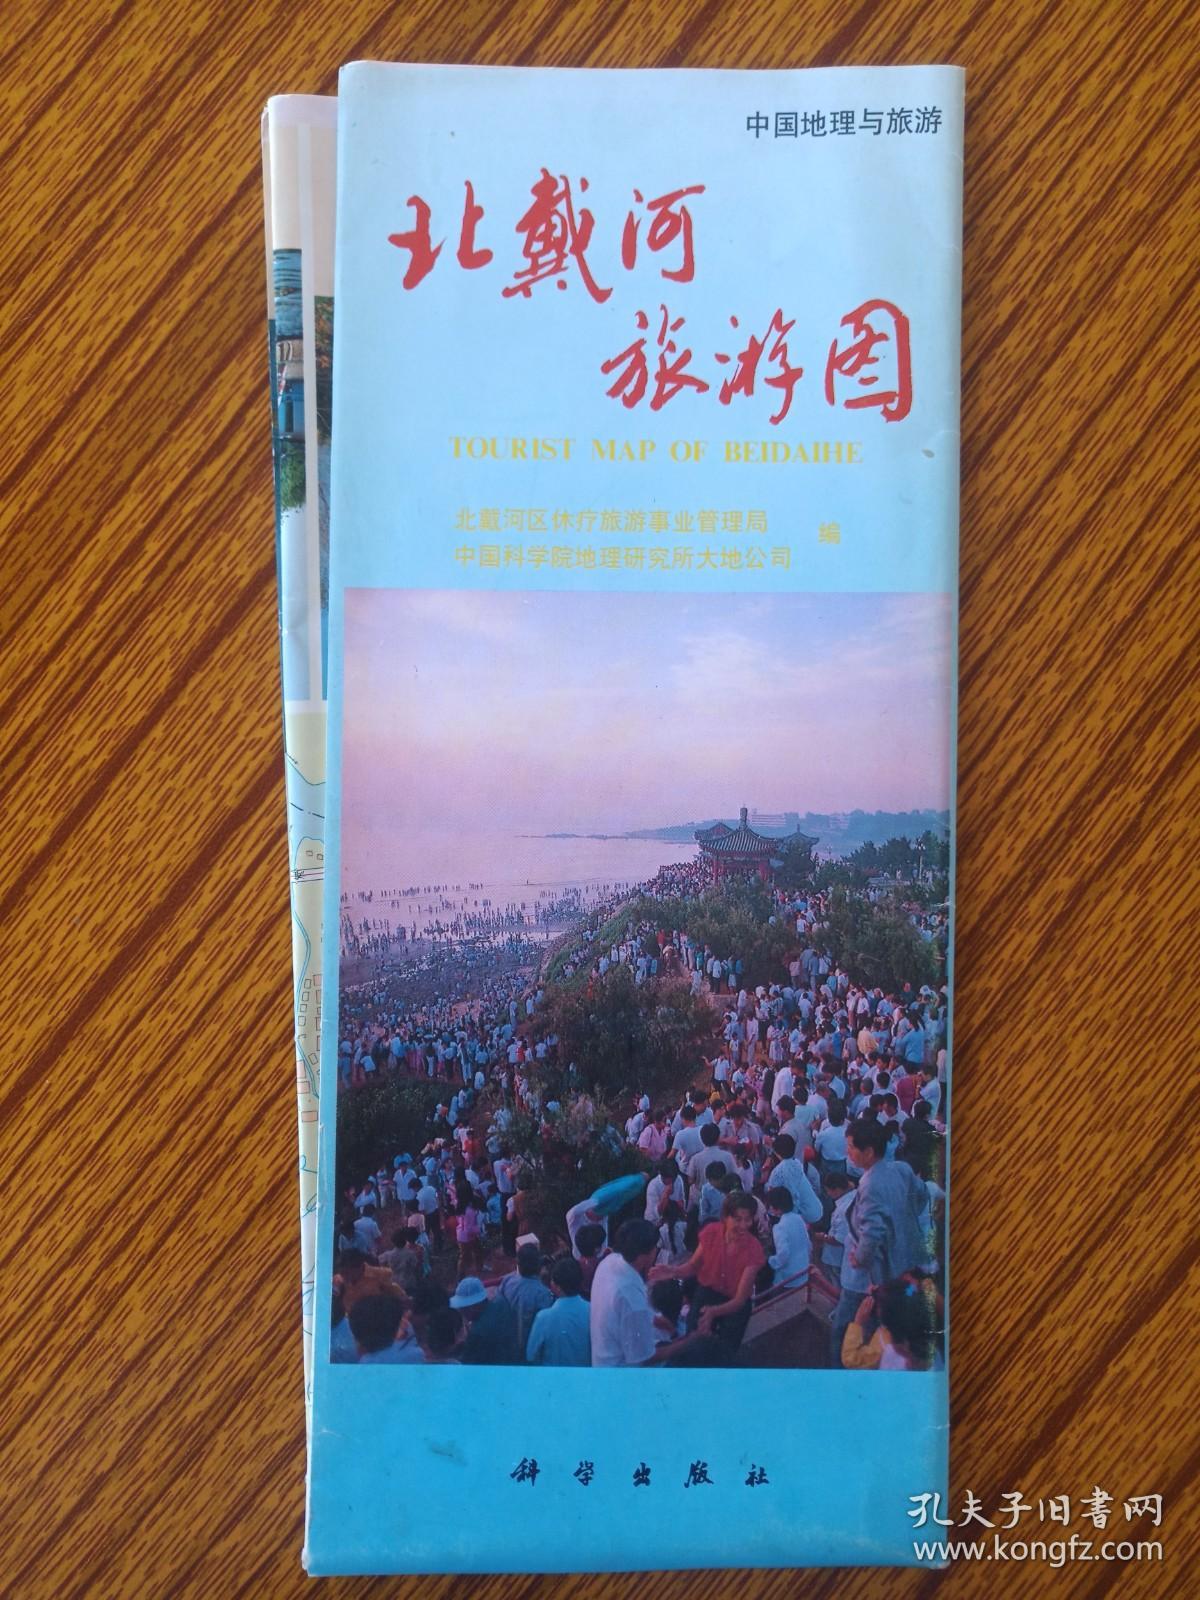 中国地理与旅游
北戴河
旅游图
TOURIST MAP OF BEIDAIHE
北戴河区休疗旅游事业管理局
中国科学院地理研究所大地公司
编
科学出版社
孔夫子旧书网
www.kongfz.com